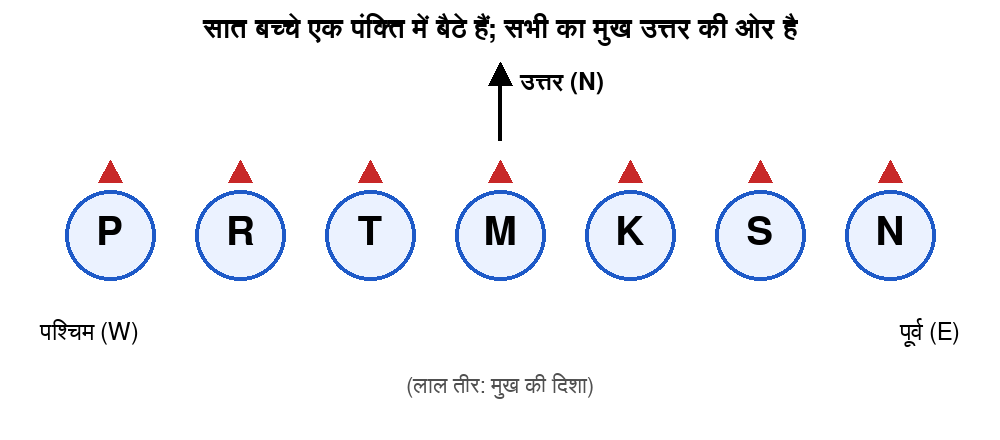 सात बच्चे एक पंक्ति में बैठे हैं; सभी का मुख उत्तर की ओर है
उत्तर (N)
P R T M K S N
पश्चिम (W) पूर्व (E)
(लाल तीर: मुख की दिशा)